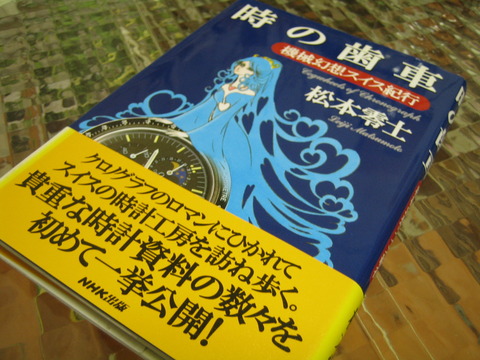 時の歯車
機械幻想スイス紀行
Cogwheels of Chronograph
松本零士
Leiji Matsumoto
クロノグラフのロマンにひかれて
スイスの時計工房を訪ね歩く。
貴重な時計資料の数々を
初めて一挙公開!
NHK出版